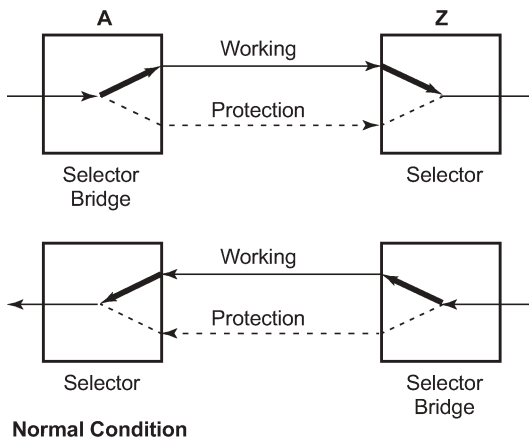 A
Z
Working
Protection
Selector
Bridge
Selector
Working
Protection
Selector
Selector
Bridge
Normal Condition